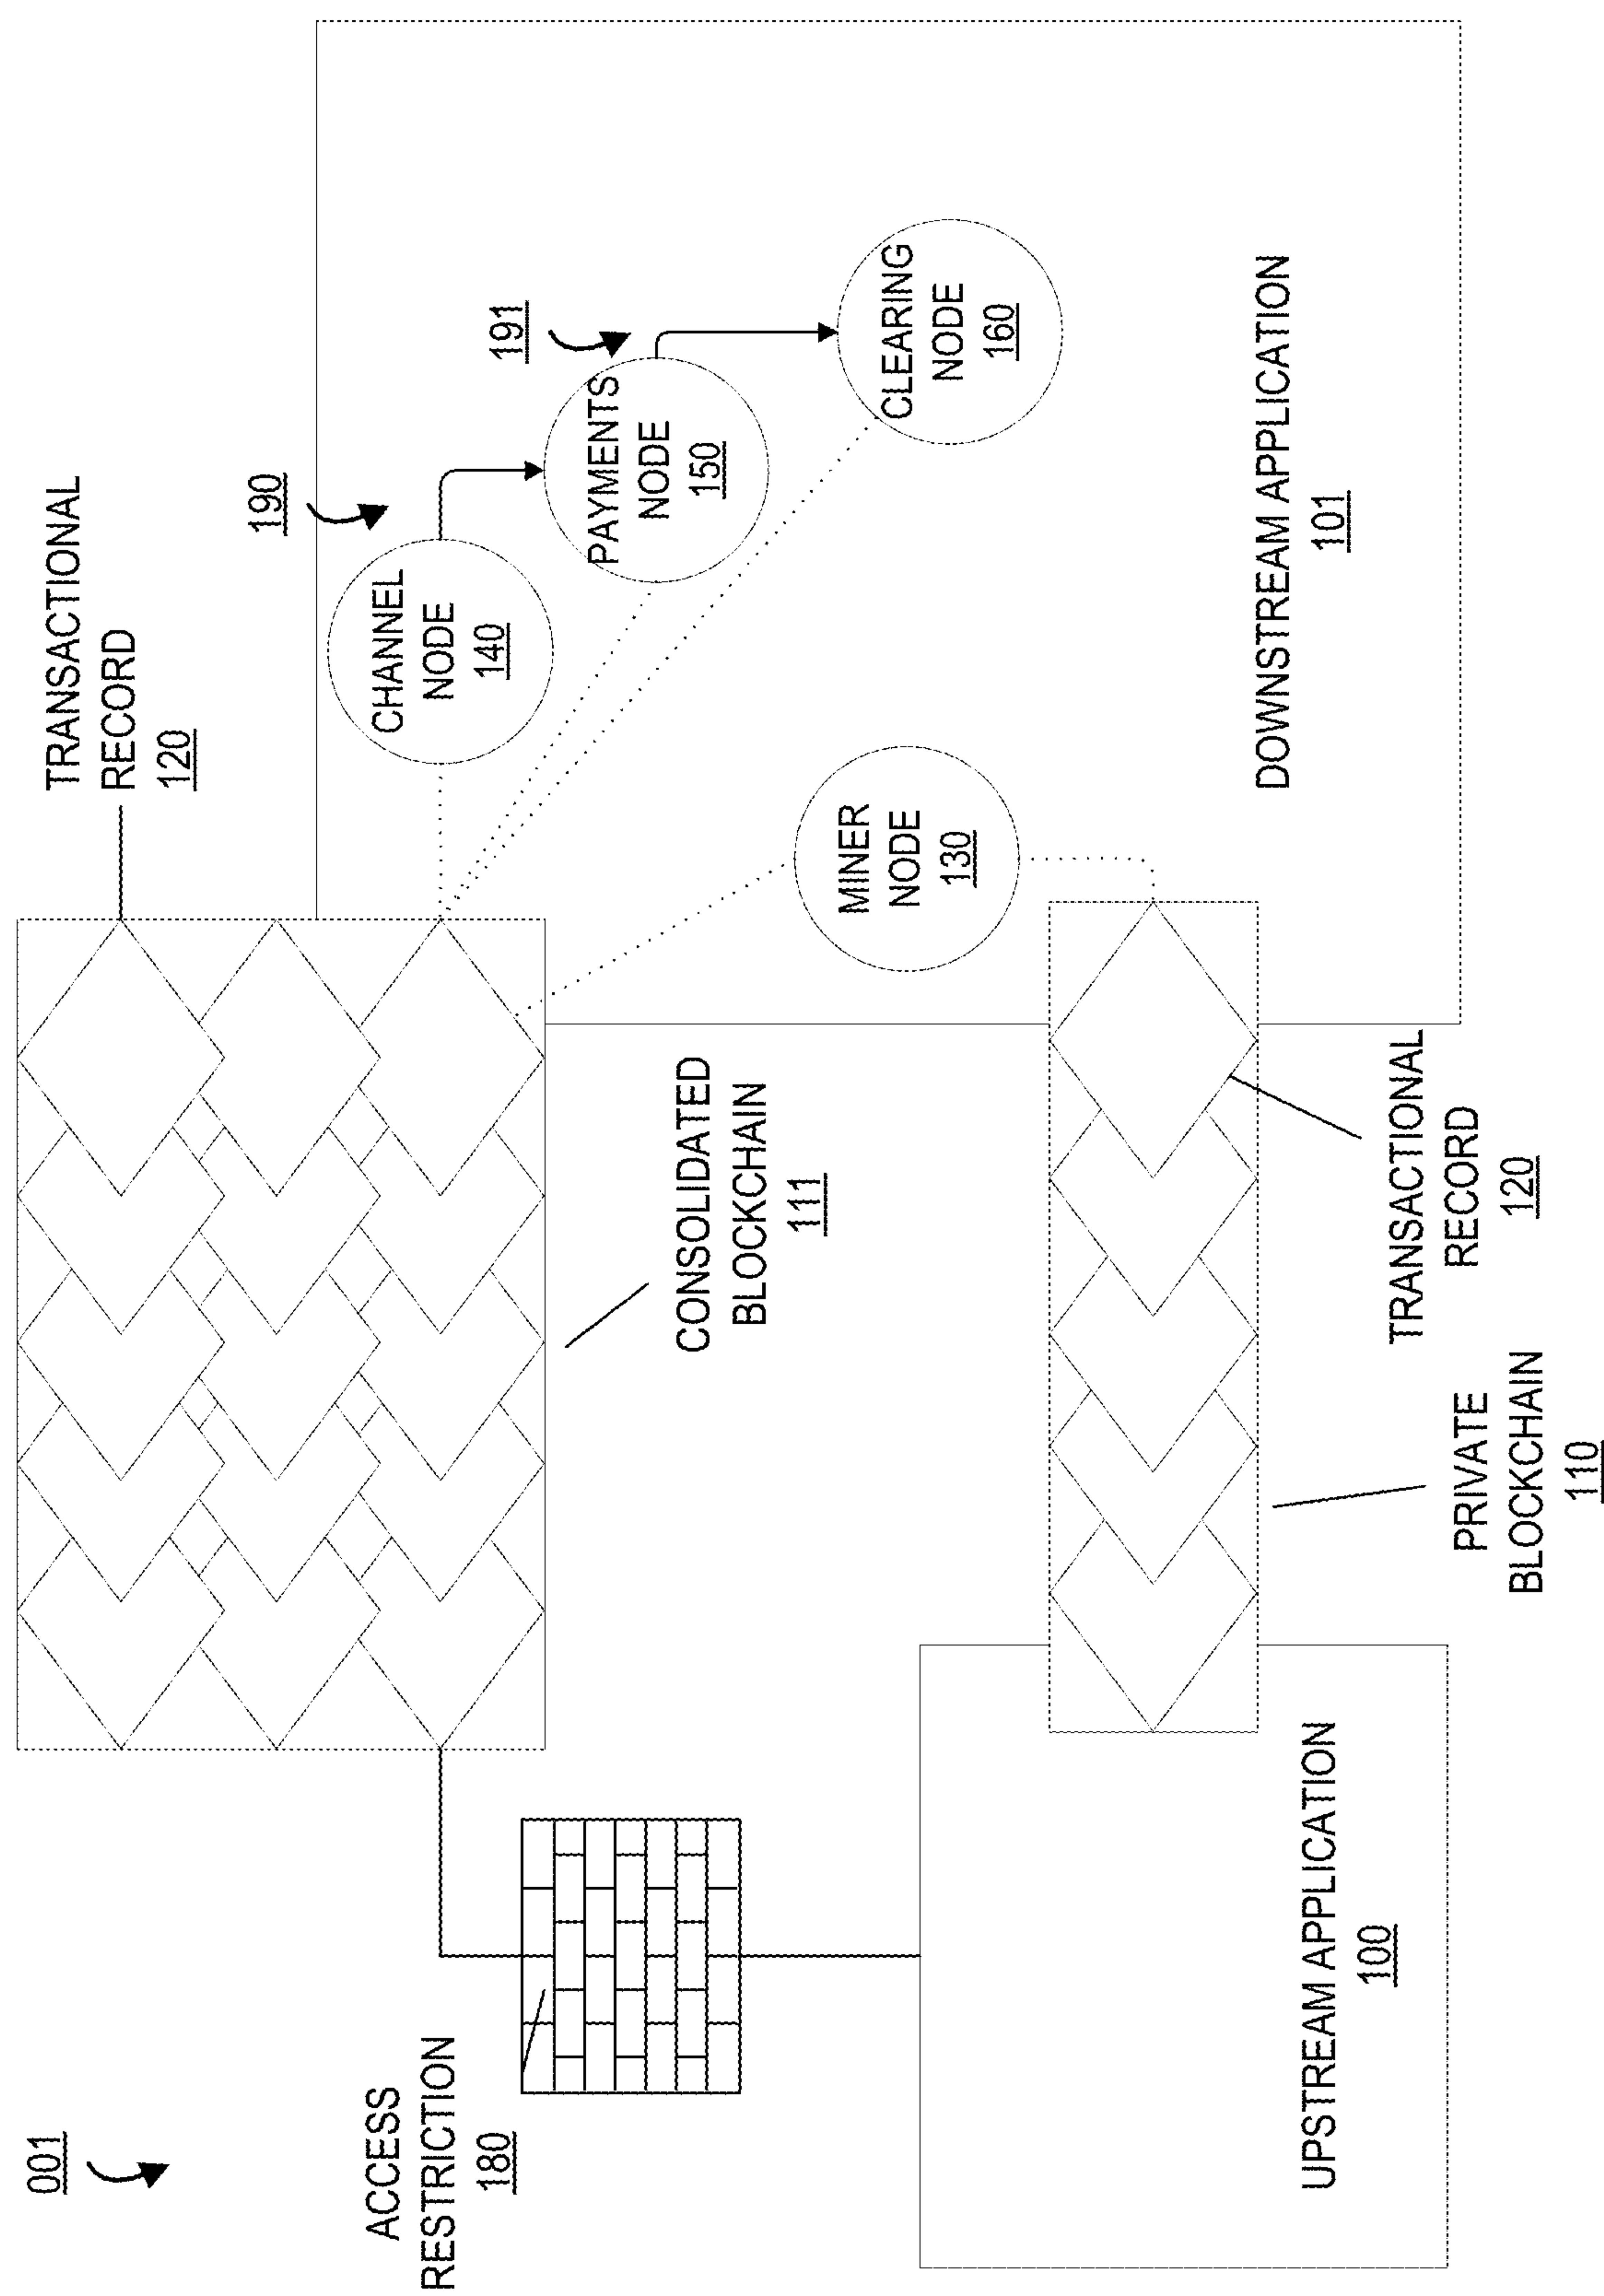 001
ACCESS
RESTRICTION
180
UPSTREAM APPLICATION
100
CONSOLIDATED
BLOCKCHAIN
111
PRIVATE
BLOCKCHAIN
110
TRANSACTIONAL
RECORD
120
TRANSACTIONAL
RECORD
120
MINER
NODE
130
CHANNEL
NODE
140
190
PAYMENTS
NODE
150
191
CLEARING
NODE
160
DOWNSTREAM APPLICATION
101